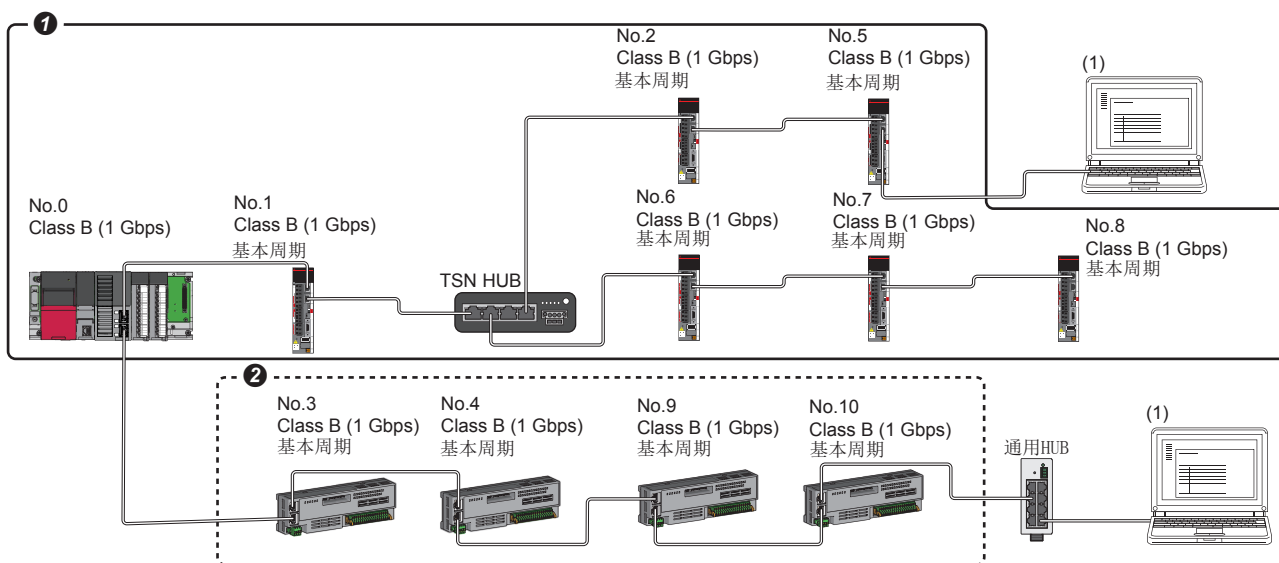 ❶
No.2
Class B (1 Gbps)
基本周期
No.5
Class B (1 Gbps)
基本周期
(1)
No.0
Class B (1 Gbps)
No.1
Class B (1 Gbps)
基本周期
TSN HUB
No.6
Class B (1 Gbps)
基本周期
No.7
Class B (1 Gbps)
基本周期
No.8
Class B (1 Gbps)
基本周期
❷
No.3
Class B (1 Gbps)
基本周期
No.4
Class B (1 Gbps)
基本周期
No.9
Class B (1 Gbps)
基本周期
No.10
Class B (1 Gbps)
基本周期
通用HUB
(1)